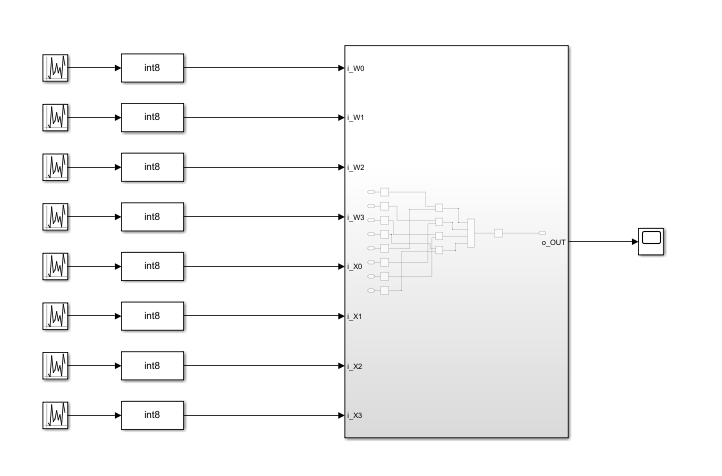 int8 i_W0
int8 i_W1
int8 i_W2
int8 i_W3
o_OUT
int8 i_X0
int8 i_X1
int8 i_X2
int8 i_X3